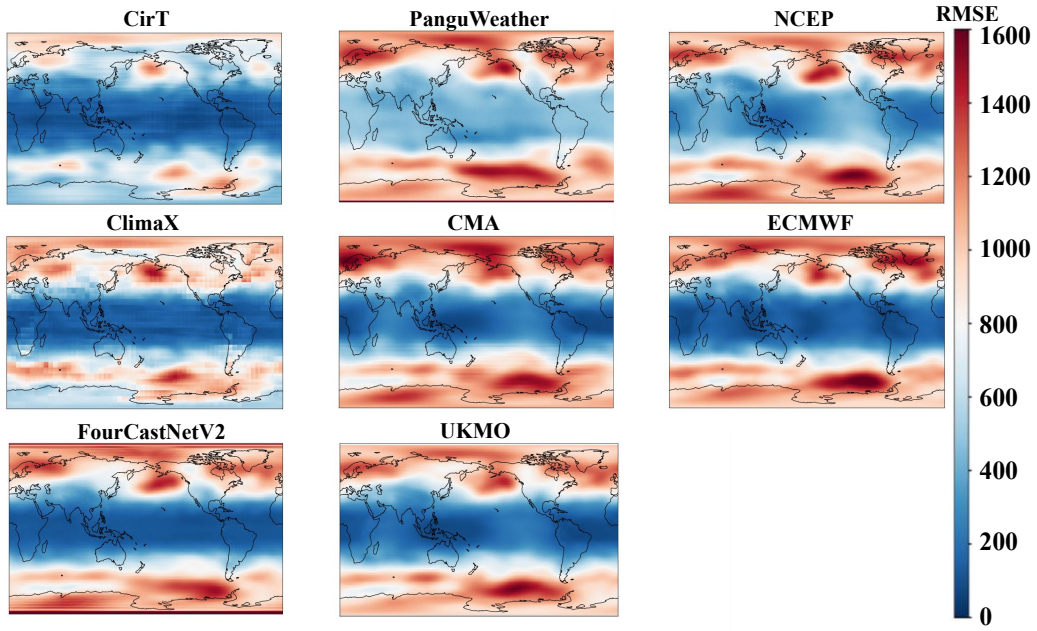 CirT
PanguWeather
NCEP
RMSE
1600
1400
1200
1000
800
600
400
200
0
ClimaX
CMA
ECMWF
FourCastNetV2
UKMO